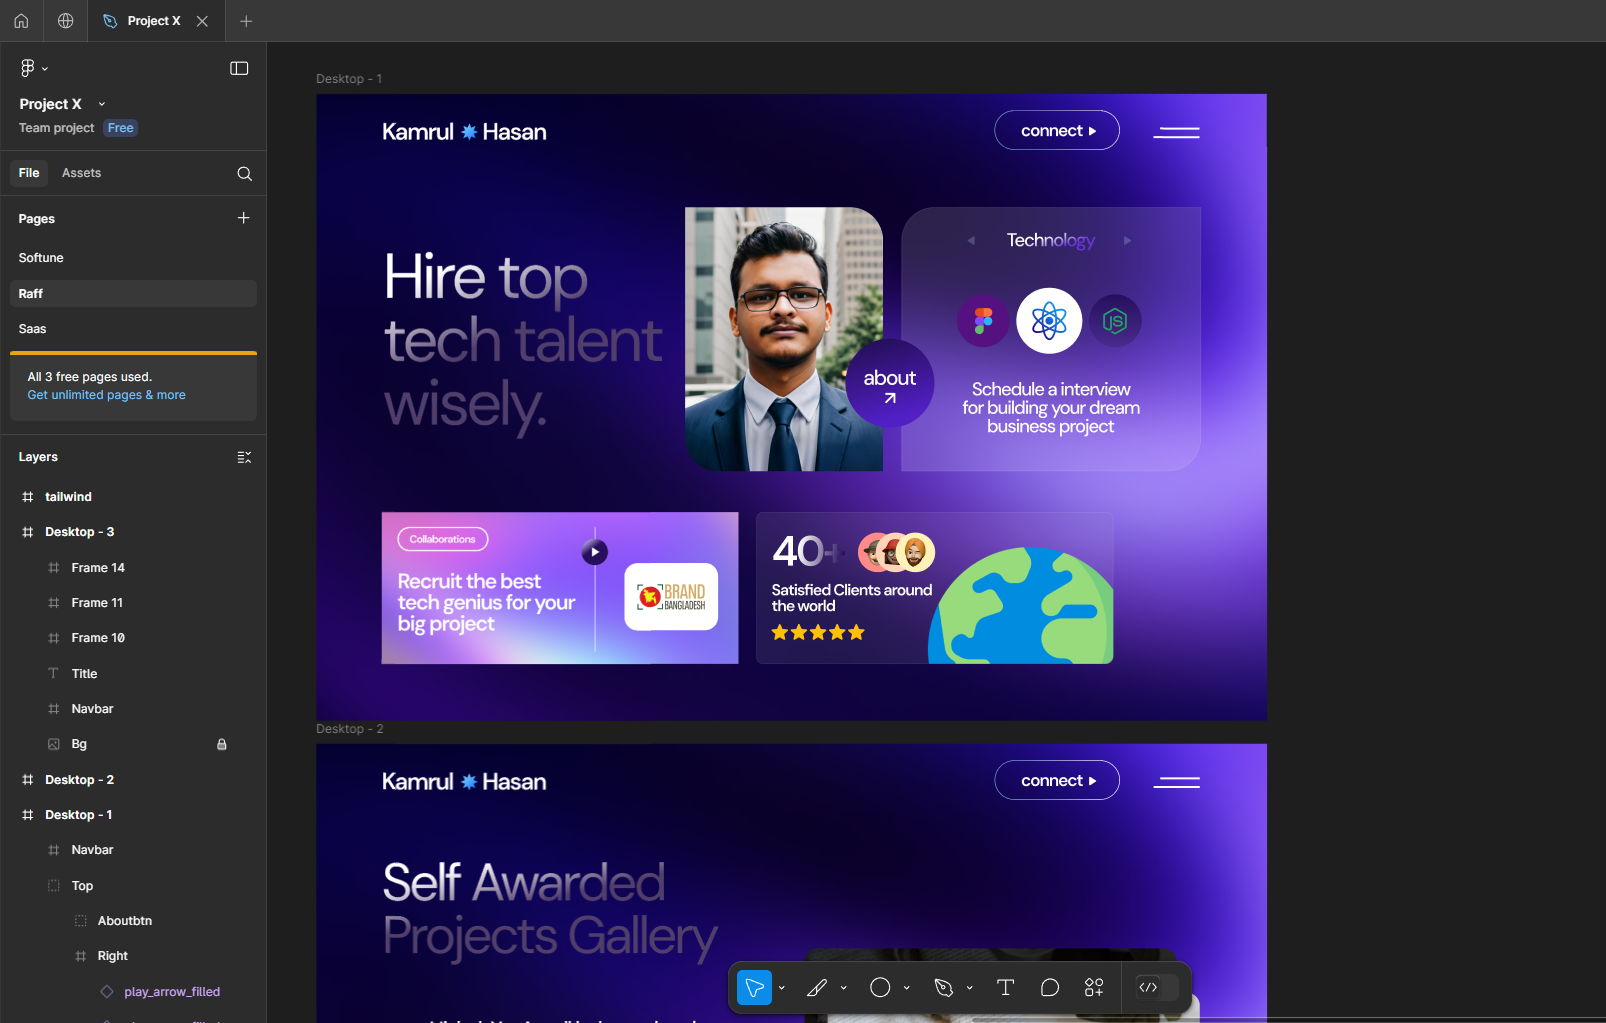 Project X
Project X
Team project Free
File Assets
Pages
Softune
Raff
Saas
All 3 free pages used.
Get unlimited pages & more
Layers
tailwind
Desktop - 3
Frame 14
Frame 11
Frame 10
Title
Navbar
Bg
Desktop - 2
Desktop - 1
Navbar
Top
Aboutbtn
Right
play_arrow_filled
Desktop - 1
Kamrul Hasan
connect
Hire top
tech talent
wisely.
about
Technology
JS
Schedule a interview
for building your dream
business project
Collaborations
Recruit the best
tech genius for your
big project
BRAND
BANGLADESH
40+
Satisfied Clients around
the world
Desktop - 2
Kamrul Hasan
connect
Self Awarded
Projects Gallery